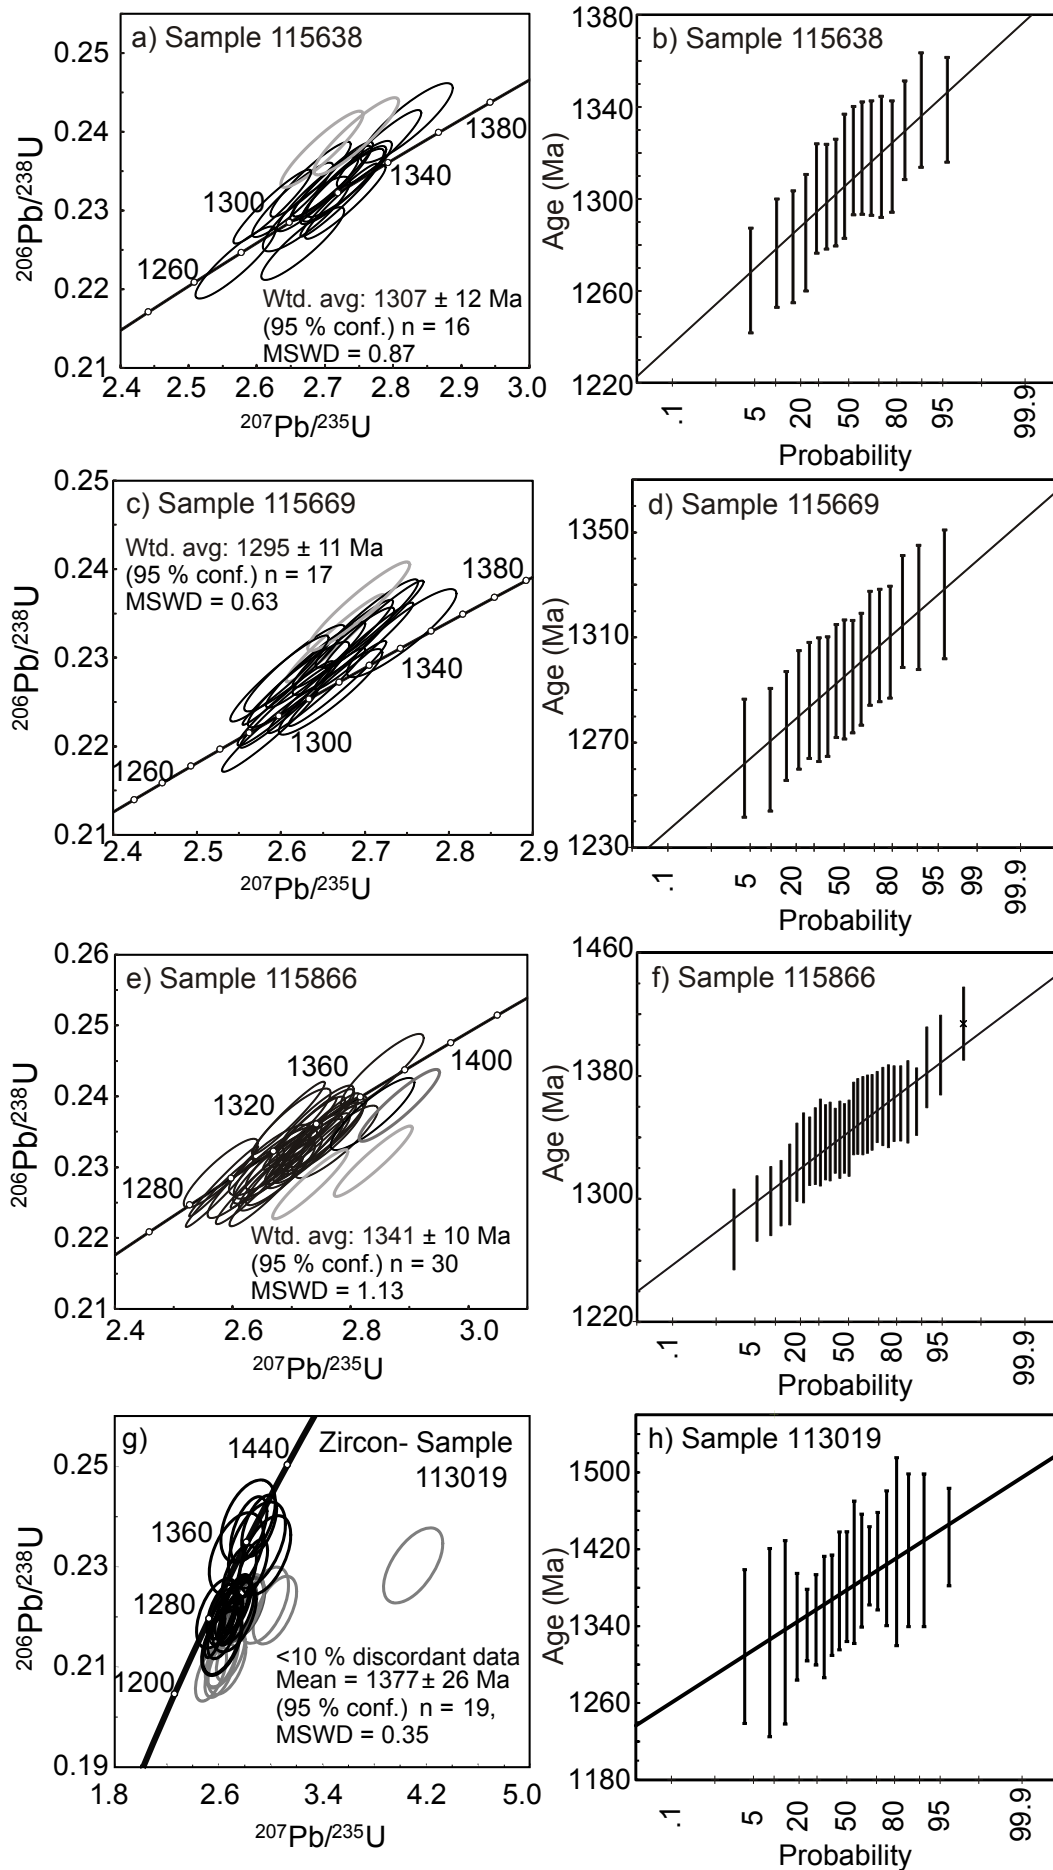 a) Sample 115638
0.25
0.24
0.23
0.22
0.21
206Pb/238U
1260
1300
1340
1380
Wtd. avg: 1307 ± 12 Ma
(95 % conf.) n = 16
MSWD = 0.87
2.4 2.5 2.6 2.7 2.8 2.9 3.0
207Pb/235U
b) Sample 115638
1380
1340
1300
1260
1220
Age (Ma)
.1 5 20 50 80 95 99.9
Probability
c) Sample 115669
Wtd. avg: 1295 ± 11 Ma
(95 % conf.) n = 17
MSWD = 0.63
0.25
0.24
0.23
0.22
0.21
206Pb/238U
1260
1300
1340
1380
2.4 2.5 2.6 2.7 2.8 2.9
207Pb/235U
d) Sample 115669
1350
1310
1270
1230
Age (Ma)
.1 5 20 50 80 95 99 99.9
Probability
e) Sample 115866
0.26
0.25
0.24
0.23
0.22
0.21
206Pb/238U
1280
1320
1360
1400
Wtd. avg: 1341 ± 10 Ma
(95 % conf.) n = 30
MSWD = 1.13
2.4 2.6 2.8 3.0
207Pb/235U
f) Sample 115866
1460
1380
1300
1220
Age (Ma)
.1 5 20 50 80 95 99.9
Probability
g)
Zircon- Sample
113019
0.25
0.23
0.21
0.19
206Pb/238U
1440
1360
1280
1200
<10 % discordant data
Mean = 1377± 26 Ma
(95 % conf.) n = 19,
MSWD = 0.35
1.8 2.6 3.4 4.2 5.0
207Pb/235U
h) Sample 113019
1500
1420
1340
1260
1180
Age (Ma)
.1 5 20 50 80 95 99.9
Probability